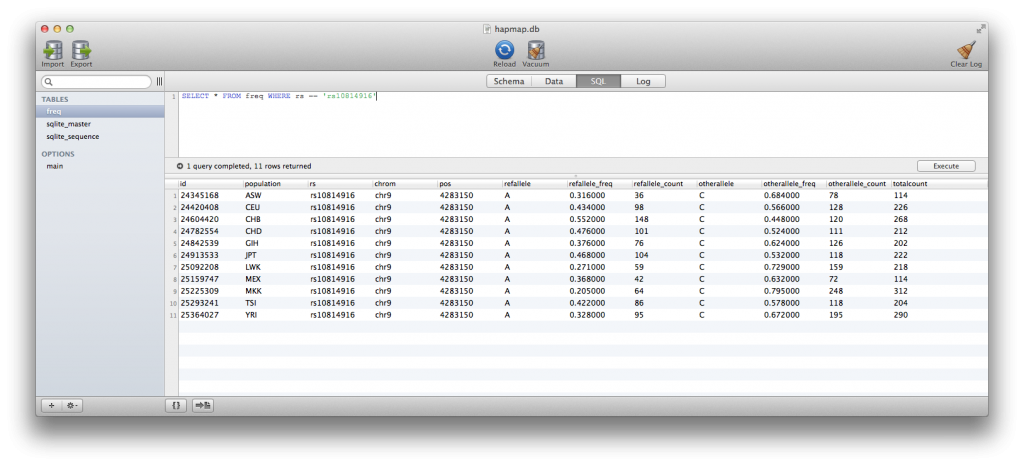 hapmap.db
Import Export Reload Vacuum Clear Log
Schema Data SQL Log
TABLES
freq
sqlite_master
sqlite_sequence
OPTIONS
main
1 SELECT * FROM freq WHERE rs == 'rs10814916'
1 query completed, 11 rows returned Execute
id population rs chrom pos refallele refallele_freq refallele_count otherallele otherallele_freq otherallele_count totalcount
1 24345168 ASW rs10814916 chr9 4283150 A 0.316000 36 C 0.684000 78 114
2 24420408 CEU rs10814916 chr9 4283150 A 0.434000 98 C 0.566000 128 226
3 24604420 CHB rs10814916 chr9 4283150 A 0.552000 148 C 0.448000 120 268
4 24782554 CHD rs10814916 chr9 4283150 A 0.476000 101 C 0.524000 111 212
5 24842539 GIH rs10814916 chr9 4283150 A 0.376000 76 C 0.624000 126 202
6 24913533 JPT rs10814916 chr9 4283150 A 0.468000 104 C 0.532000 118 222
7 25092208 LWK rs10814916 chr9 4283150 A 0.271000 59 C 0.729000 159 218
8 25159747 MEX rs10814916 chr9 4283150 A 0.368000 42 C 0.632000 72 114
9 25225309 MKK rs10814916 chr9 4283150 A 0.205000 64 C 0.795000 248 312
10 25293241 TSI rs10814916 chr9 4283150 A 0.422000 86 C 0.578000 118 204
11 25364027 YRI rs10814916 chr9 4283150 A 0.328000 95 C 0.672000 195 290